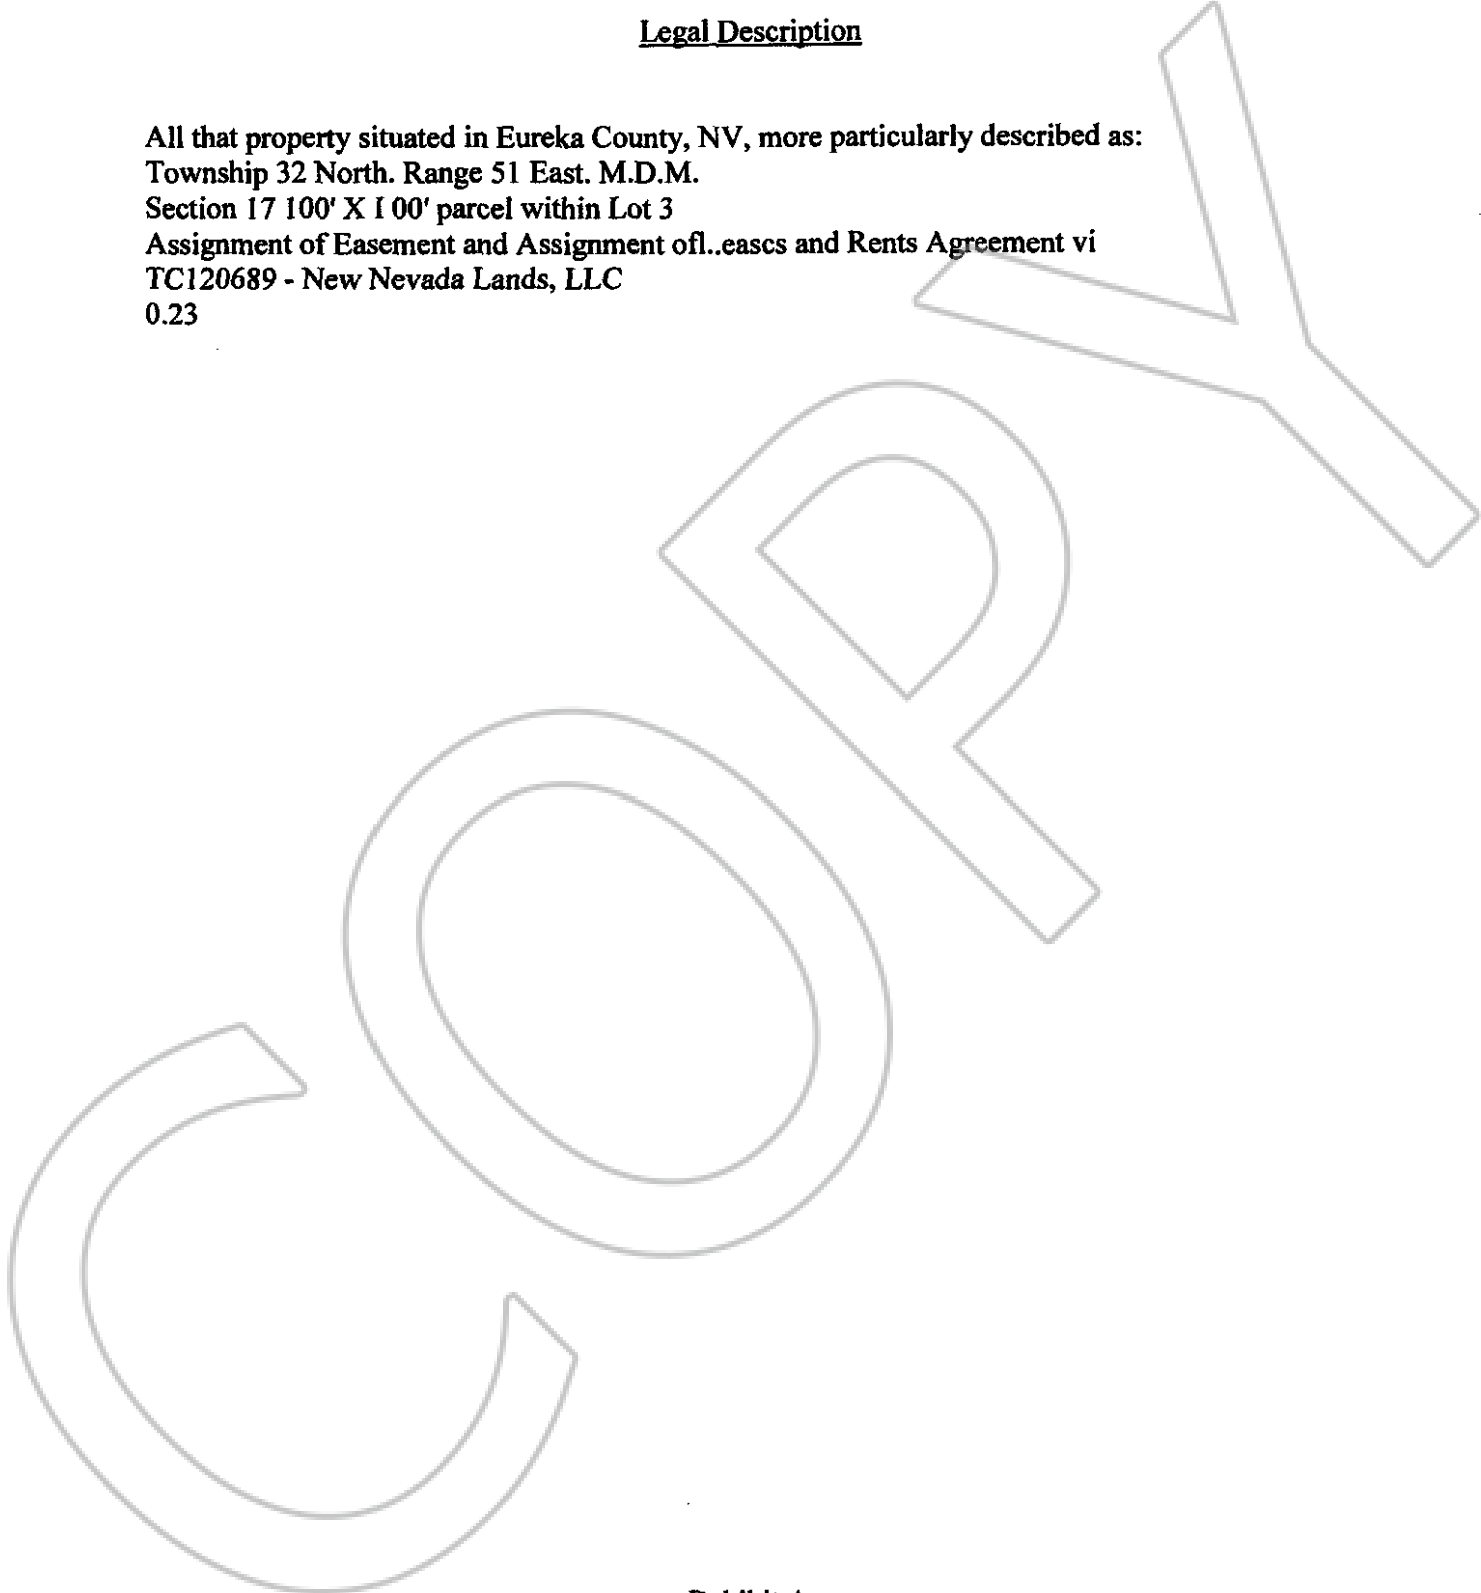 Legal Description
All that property situated in Eureka County, NV, more particularly described as:
Township 32 North. Range 51 East. M.D.M.
Section 17 100' X I 00' parcel within Lot 3
Assignment of Easement and Assignment ofl..eascs and Rents Agreement vi
TC120689 - New Nevada Lands, LLC
0.23
COPY